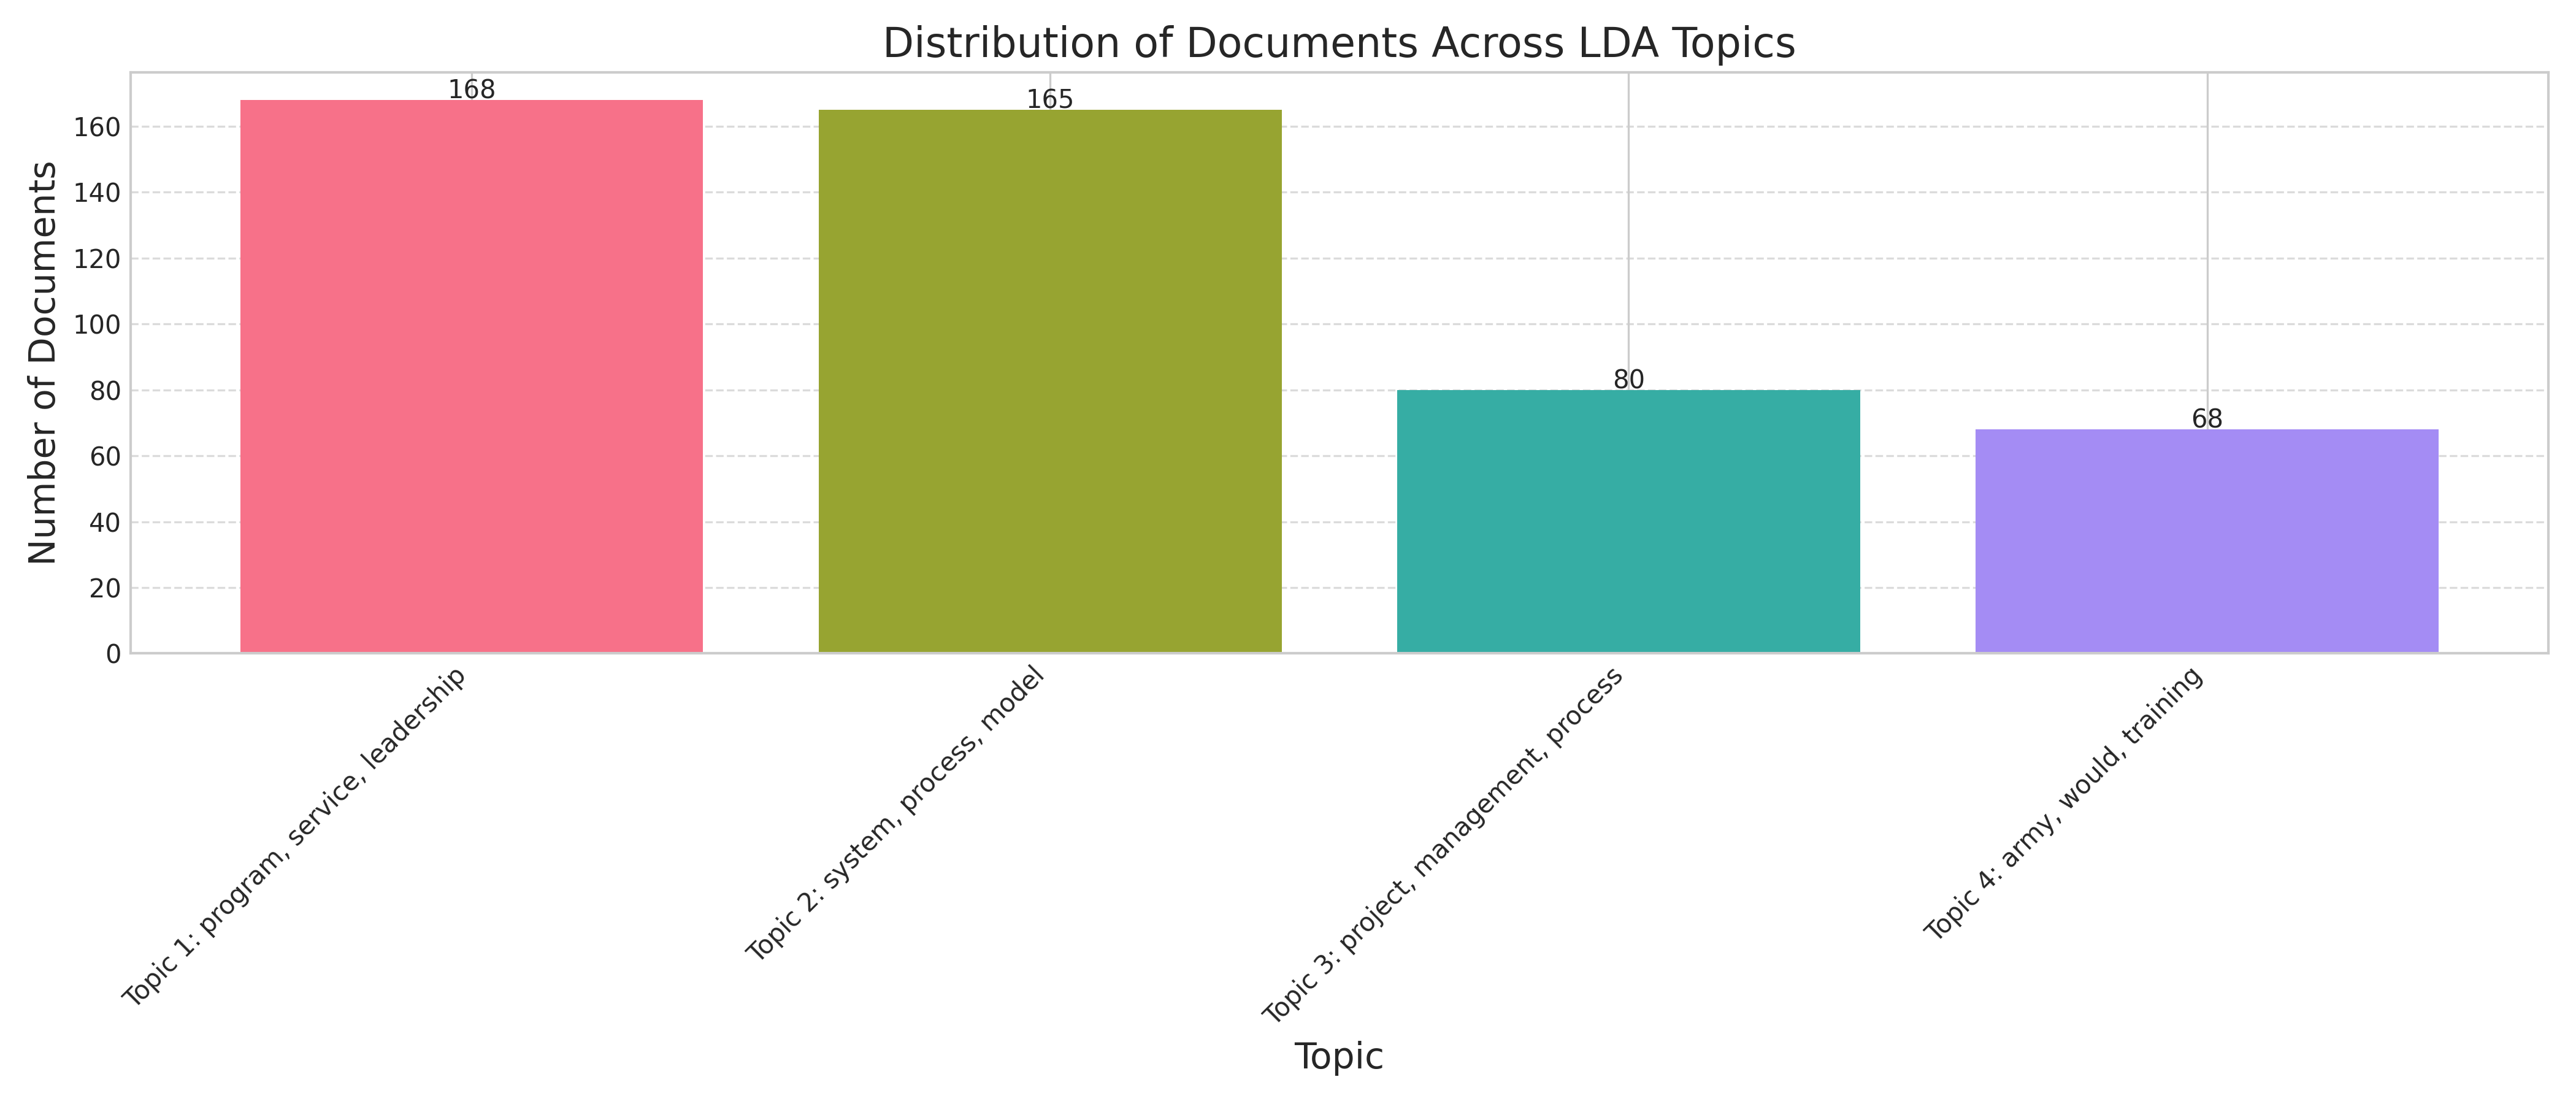 Distribution of Documents Across LDA Topics
Number of Documents
160
140
120
100
80
60
40
20
0
168
165
80
68
Topic 1: program, service, leadership
Topic 2: system, process, model
Topic 3: project, management, process
Topic 4: army, would, training
Topic